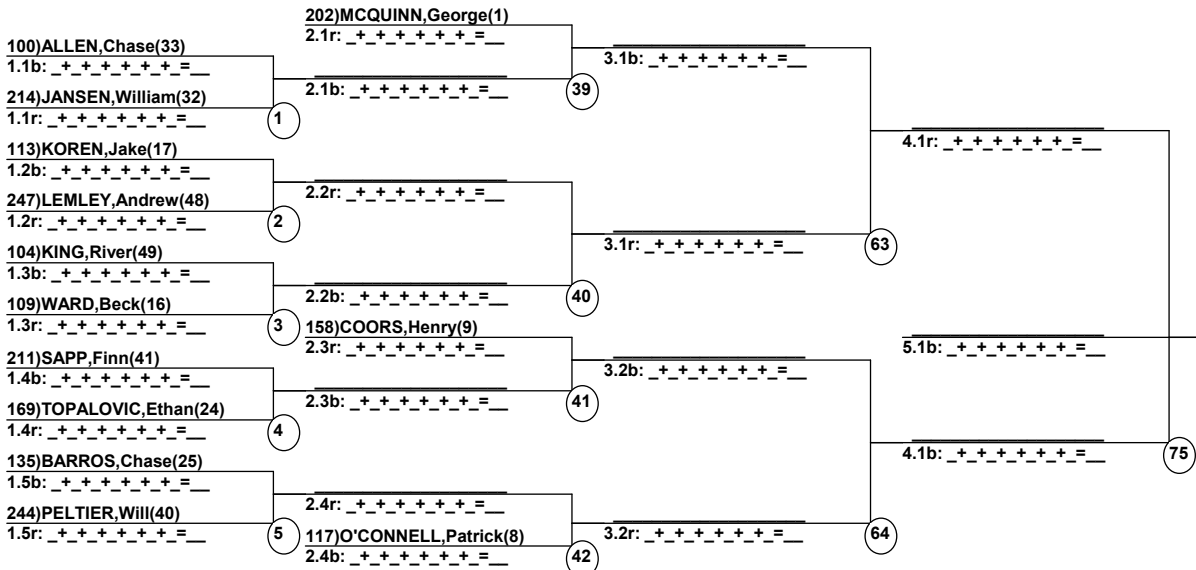 100)ALLEN,Chase(33)
1.1b: _+_+_+_+_+_=__
214)JANSEN,William(32)
1.1r: _+_+_+_+_+_=__
1
113)KOREN,Jake(17)
1.2b: _+_+_+_+_+_=__
247)LEMLEY,Andrew(48)
1.2r: _+_+_+_+_+_=__
2
104)KING,River(49)
1.3b: _+_+_+_+_+_=__
109)WARD,Beck(16)
1.3r: _+_+_+_+_+_=__
3
211)SAPP,Finn(41)
1.4b: _+_+_+_+_+_=__
169)TOPALOVIC,Ethan(24)
1.4r: _+_+_+_+_+_=__
4
135)BARROS,Chase(25)
1.5b: _+_+_+_+_+_=__
244)PELTIER,Will(40)
1.5r: _+_+_+_+_+_=__
5
202)MCQUINN,George(1)
2.1r: _+_+_+_+_+_=__
2.1b: _+_+_+_+_+_=__
39
2.2r: _+_+_+_+_+_=__
2.2b: _+_+_+_+_+_=__
40
158)COORS,Henry(9)
2.3r: _+_+_+_+_+_=__
2.3b: _+_+_+_+_+_=__
41
2.4r: _+_+_+_+_+_=__
117)O'CONNELL,Patrick(8)
2.4b: _+_+_+_+_+_=__
42
3.1b: _+_+_+_+_+_=__
3.1r: _+_+_+_+_+_=__
63
3.2b: _+_+_+_+_+_=__
3.2r: _+_+_+_+_+_=__
64
4.1r: _+_+_+_+_+_=__
4.1b: _+_+_+_+_+_=__
75
5.1b: _+_+_+_+_+_=__